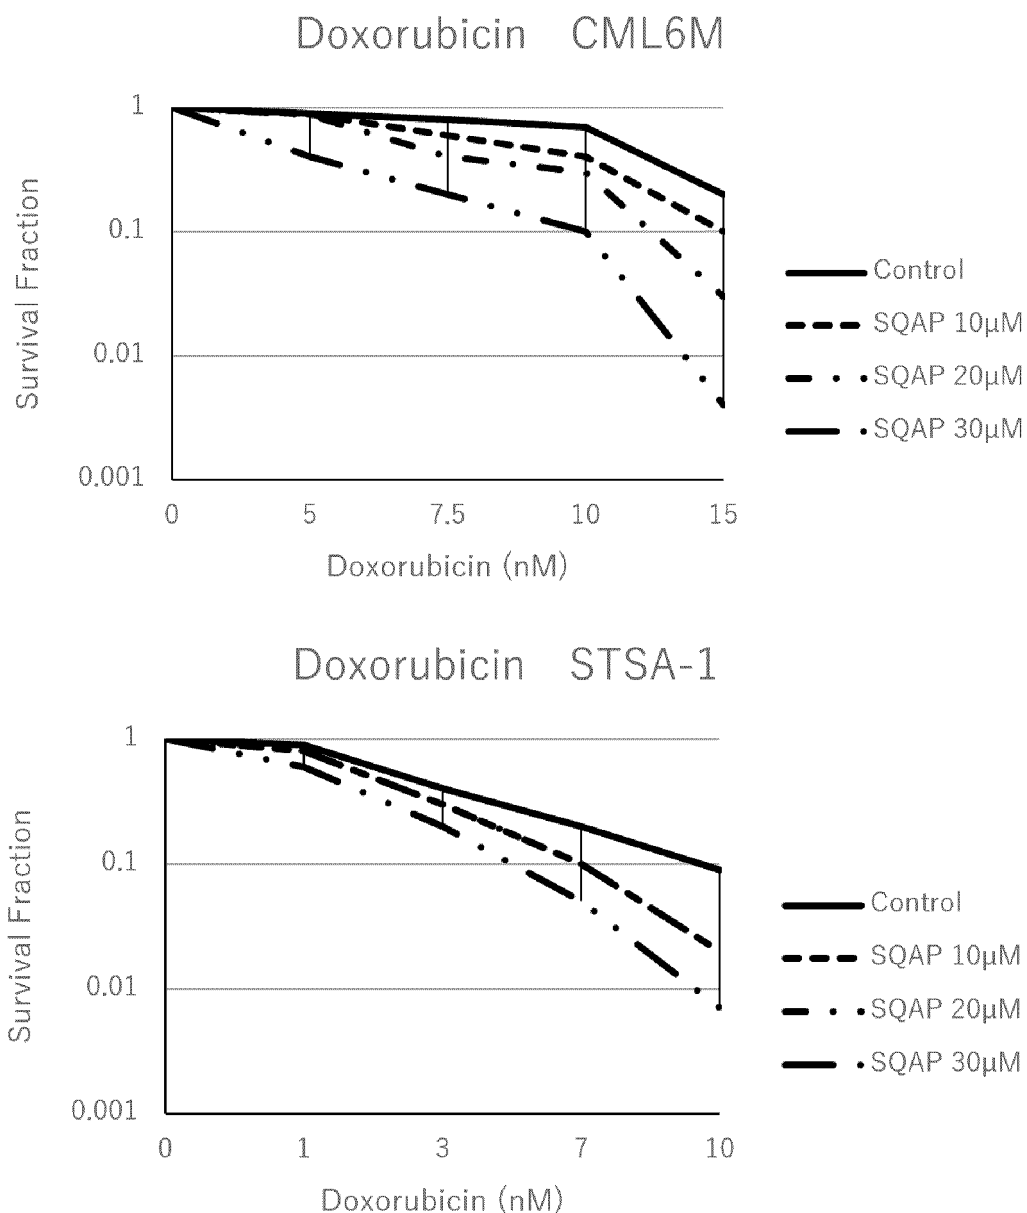 Doxorubicin CML6M
1
0.1
0.01
0.001
Survival Fraction
0 5 7.5 10 15
Doxorubicin (nM)
Control
SQAP 10μM
SQAP 20μM
SQAP 30μM
Doxorubicin STSA-1
1
0.1
0.01
0.001
Survival Fraction
0 1 3 7 10
Doxorubicin (nM)
Control
SQAP 10μM
SQAP 20μM
SQAP 30μM